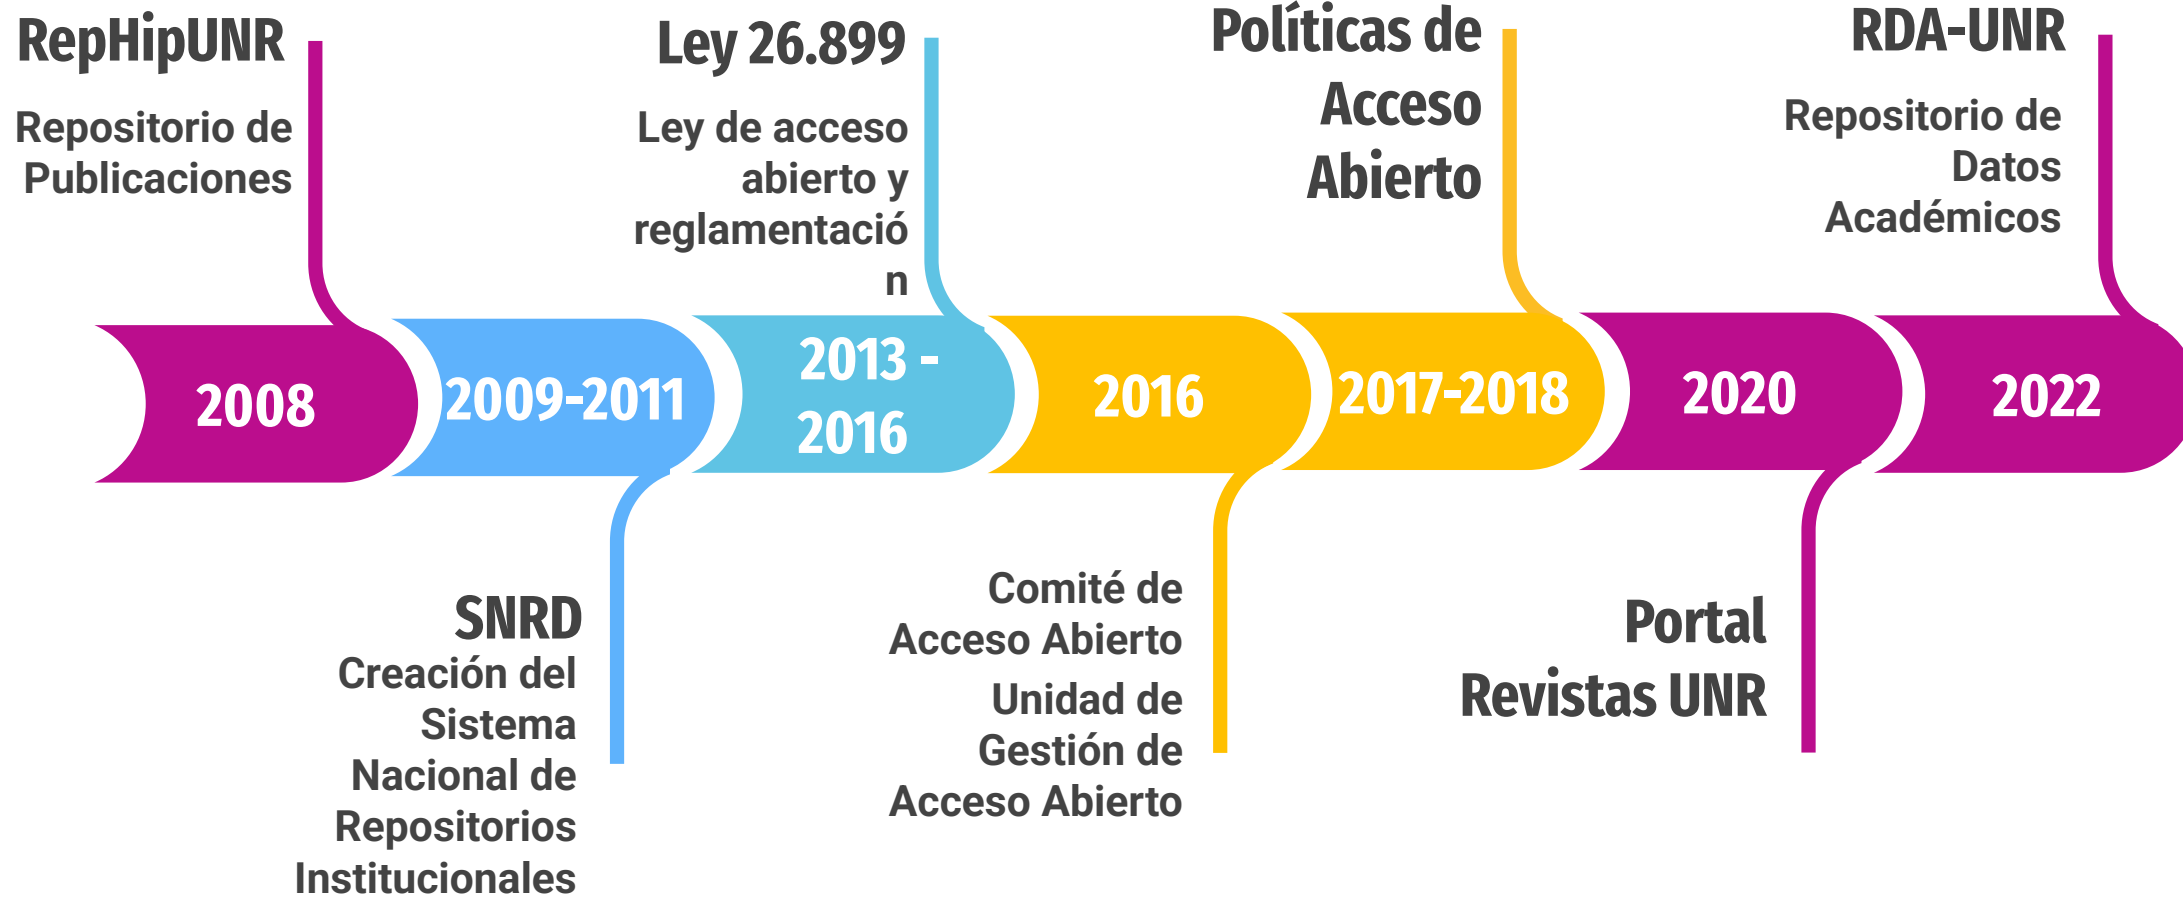 RepHipUNR
Repositorio de
Publicaciones
2008
2009-2011
SNRD
Creación del
Sistema
Nacional de
Repositorios
Institucionales
Ley 26.899
Ley de acceso
abierto y
reglamentació
n
2013 -
2016
2016
Comité de
Acceso Abierto
Unidad de
Gestión de
Acceso Abierto
Políticas de
Acceso
Abierto
2017-2018
2020
Portal
Revistas UNR
RDA-UNR
Repositorio de
Datos
Académicos
2022